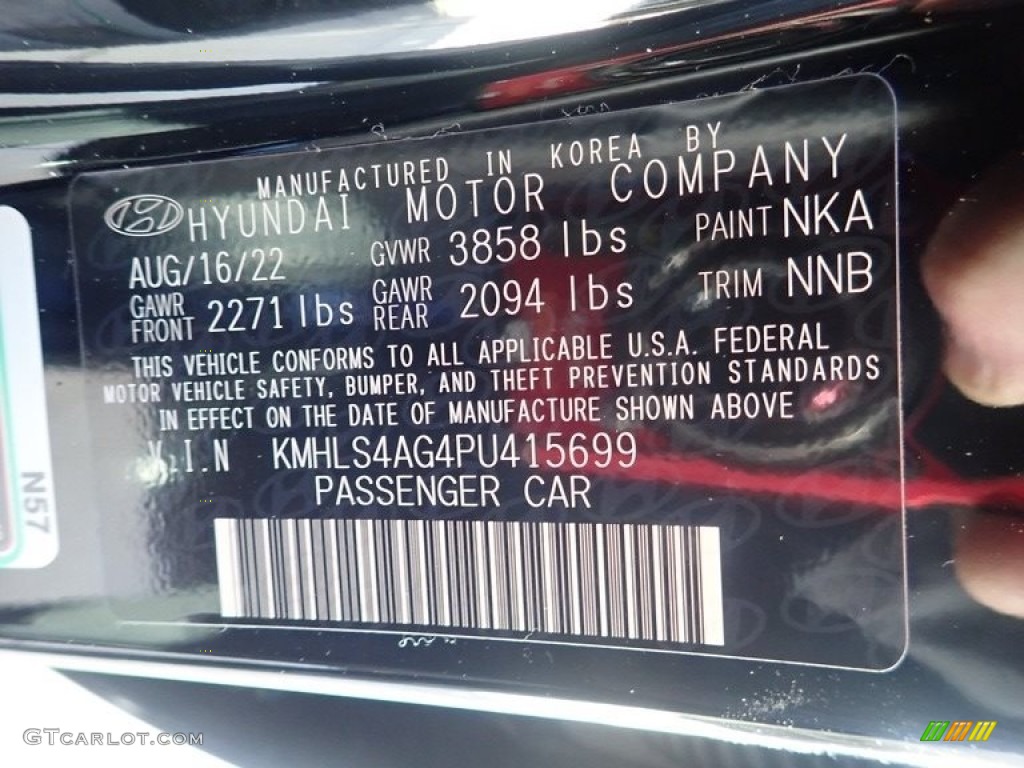 MANUFACTURED IN KOREA BY
HYUNDAI MOTOR COMPANY
AUG/16/22 GVWR 3858 lbs PAINT NKA
GAWR FRONT 2271 lbs GAWR REAR 2094 lbs TRIM NNB
THIS VEHICLE CONFORMS TO ALL APPLICABLE U.S.A. FEDERAL
MOTOR VEHICLE SAFETY, BUMPER, AND THEFT PREVENTION STANDARDS
IN EFFECT ON THE DATE OF MANUFACTURE SHOWN ABOVE
V.I.N KMHLS4AG4PU415699
PASSENGER CAR
N57
GTCARLOT.COM